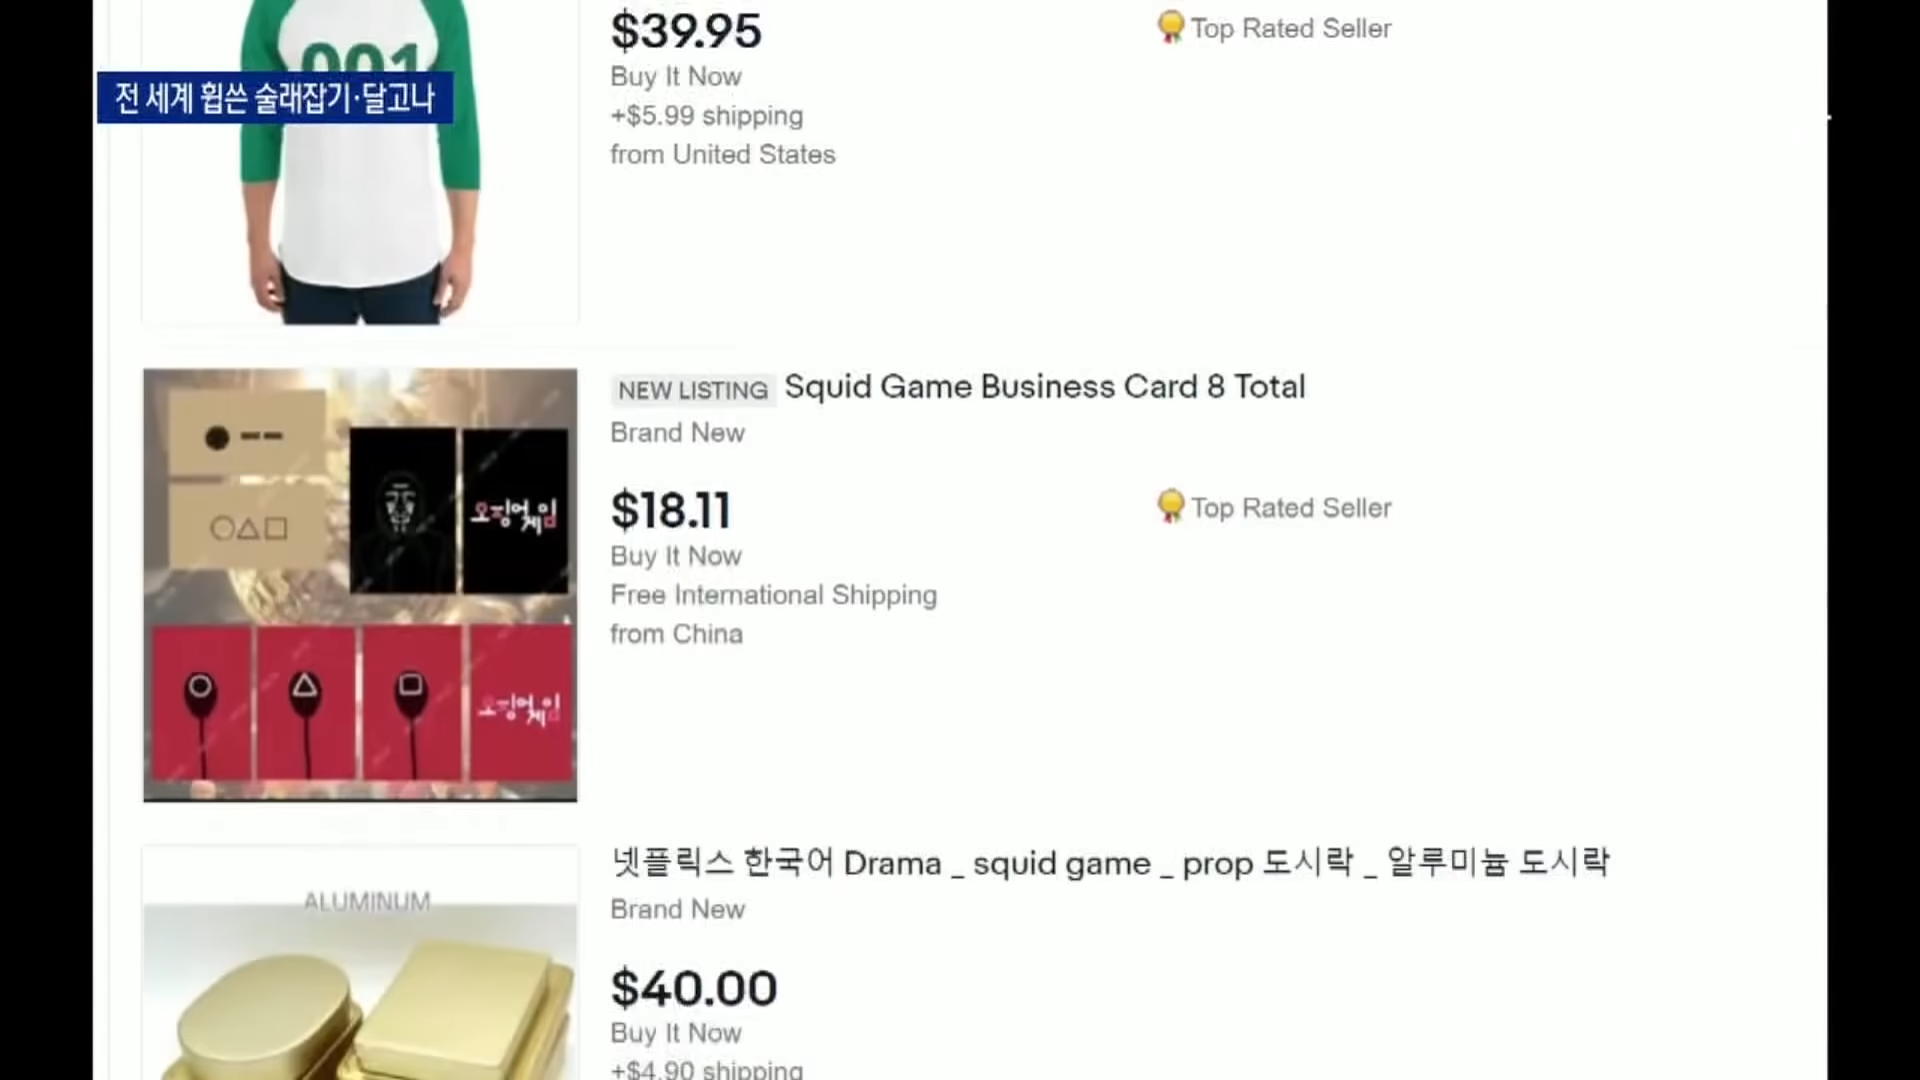 $39.95
Top Rated Seller
001
전 세계 휩쓴 술래잡기·달고나
Buy It Now
+$5.99 shipping
from United States
NEW LISTING Squid Game Business Card 8 Total
Brand New
$18.11
Top Rated Seller
오징어게임
Buy It Now
Free International Shipping
from China
오징어게임
넷플릭스 한국어 Drama _ squid game _ prop 도시락 _ 알루미늄 도시락
ALUMINUM
Brand New
$40.00
Buy It Now
+$4.90 shipping